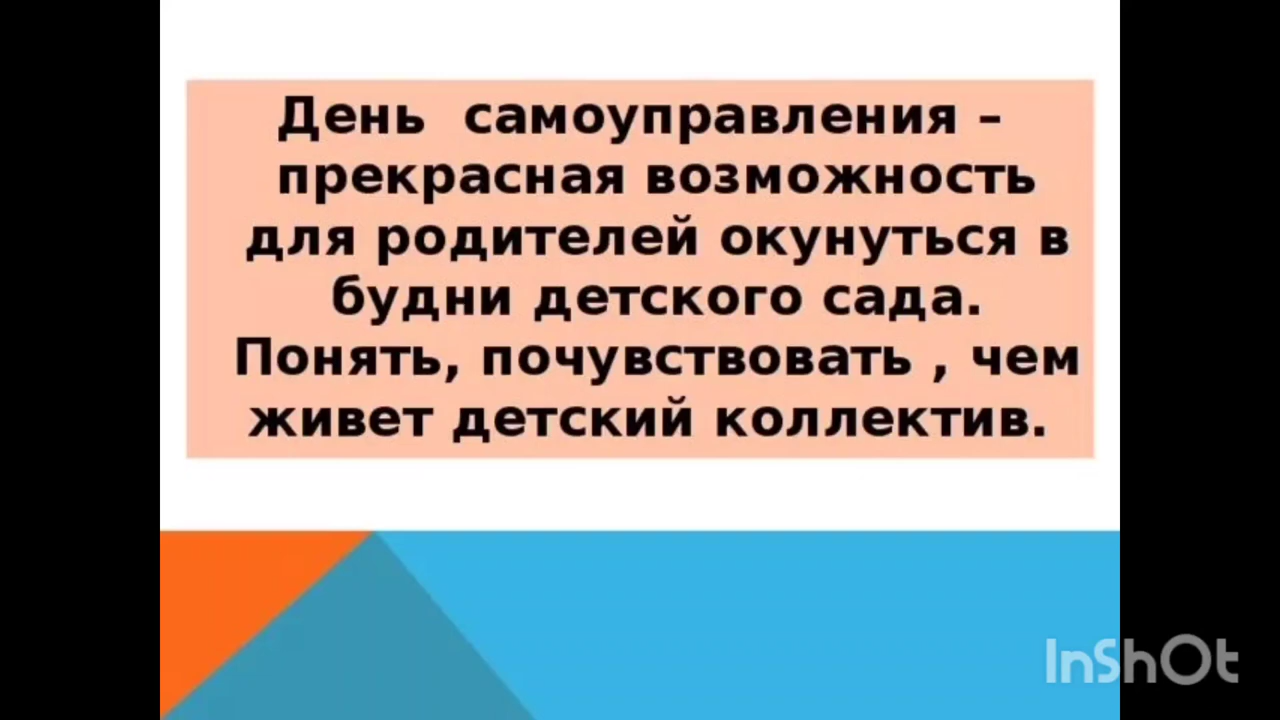 День  самоуправления –
прекрасная возможность
для родителей окунуться в
будни детского сада.
Понять, почувствовать , чем
живет детский коллектив.
InShOt